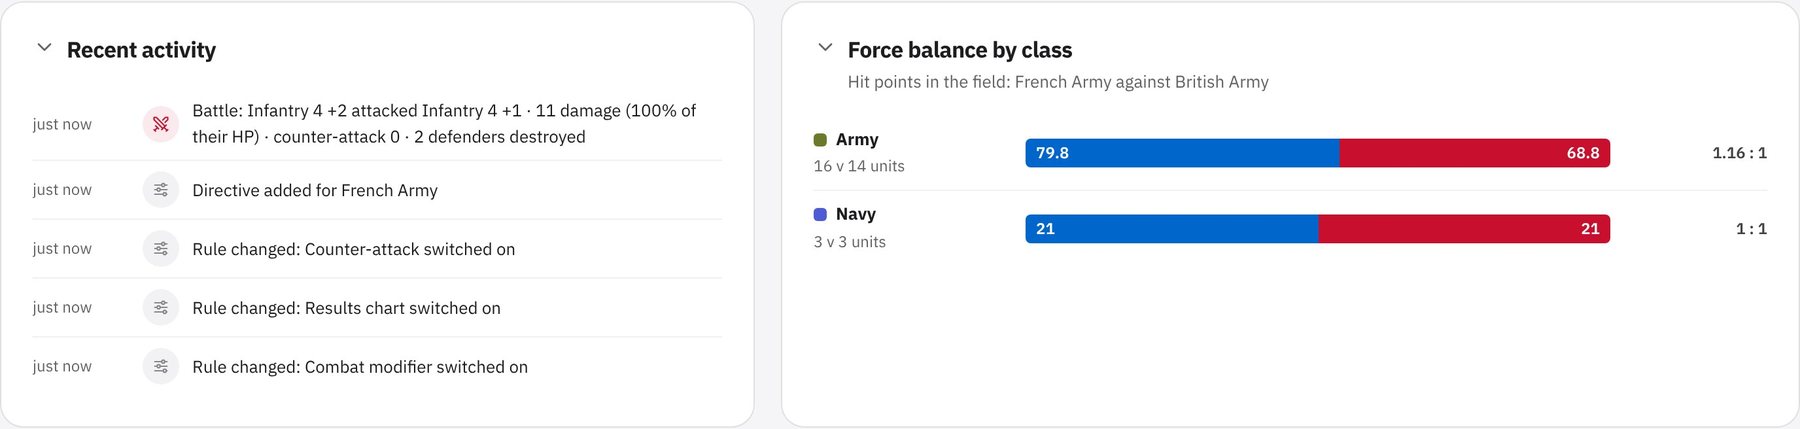 Recent activity
just now
Battle: Infantry 4 +2 attacked Infantry 4 +1 · 11 damage (100% of
their HP) · counter-attack 0 · 2 defenders destroyed
just now
Directive added for French Army
just now
Rule changed: Counter-attack switched on
just now
Rule changed: Results chart switched on
just now
Rule changed: Combat modifier switched on
Force balance by class
Hit points in the field: French Army against British Army
Army
16 v 14 units
79.8
68.8
1.16 : 1
Navy
3 v 3 units
21
21
1 : 1